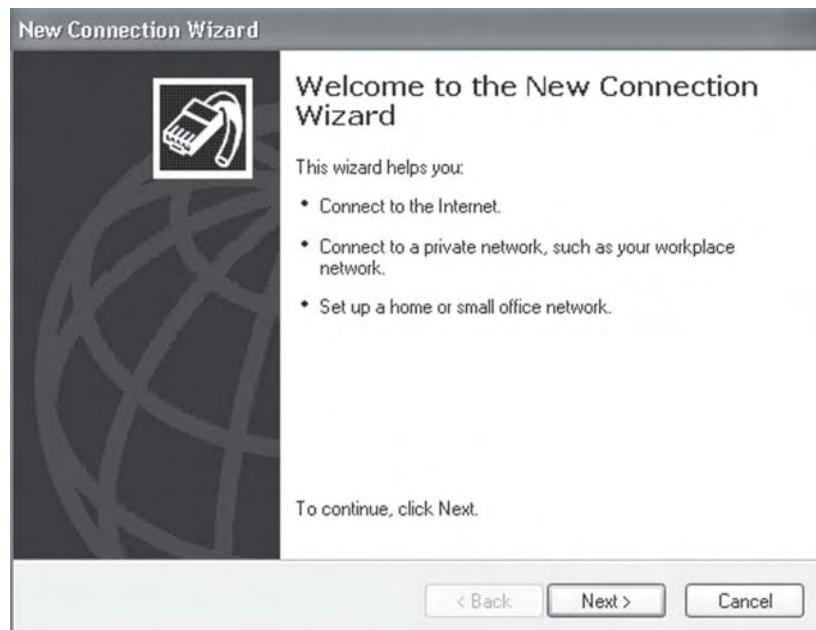 New Connection Wizard
Welcome to the New Connection
Wizard
This wizard helps you:
• Connect to the Internet.
• Connect to a private network, such as your workplace
network.
• Set up a home or small office network.
To continue, click Next.
< Back
Next >
Cancel